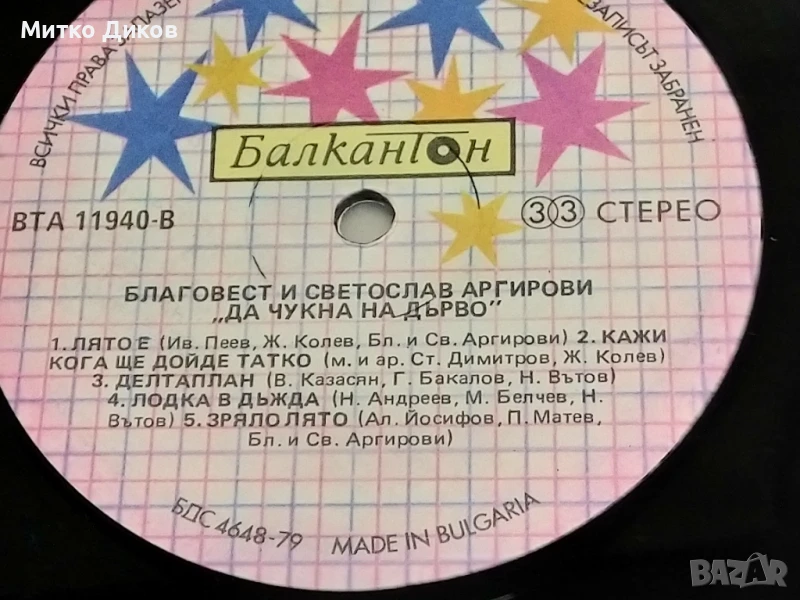 Митко Диков
ВСИЧКИ ПРАВА ЗАПАЗЕ
ЗАПИСЪТ ЗАБРАНЕН
Балкантон
ВТА 11940-В
33 СТЕРЕО
БЛАГОВЕСТ И СВЕТОСЛАВ АРГИРОВИ
„ДА ЧУКНА НА ДЪРВО”
1. ЛЯТО Е (Ив. Пеев, Ж. Колев, Бл. и Св. Аргирови) 2. КАЖИ
КОГА ЩЕ ДОЙДЕ ТАТКО (м. и ар. Ст. Димитров, Ж. Колев)
3. ДЕЛТАПЛАН (В. Казасян, Г. Бакалов, Н. Вътов)
4. ЛОДКА В ДЪЖДА (Н. Андреев, М. Белчев, Н.
Вътов) 5. ЗРЯЛО ЛЯТО (Ал. Йосифов, П. Матев,
Бл. и Св. Аргирови)
БДС 4648-79 MADE IN BULGARIA
BAZAR